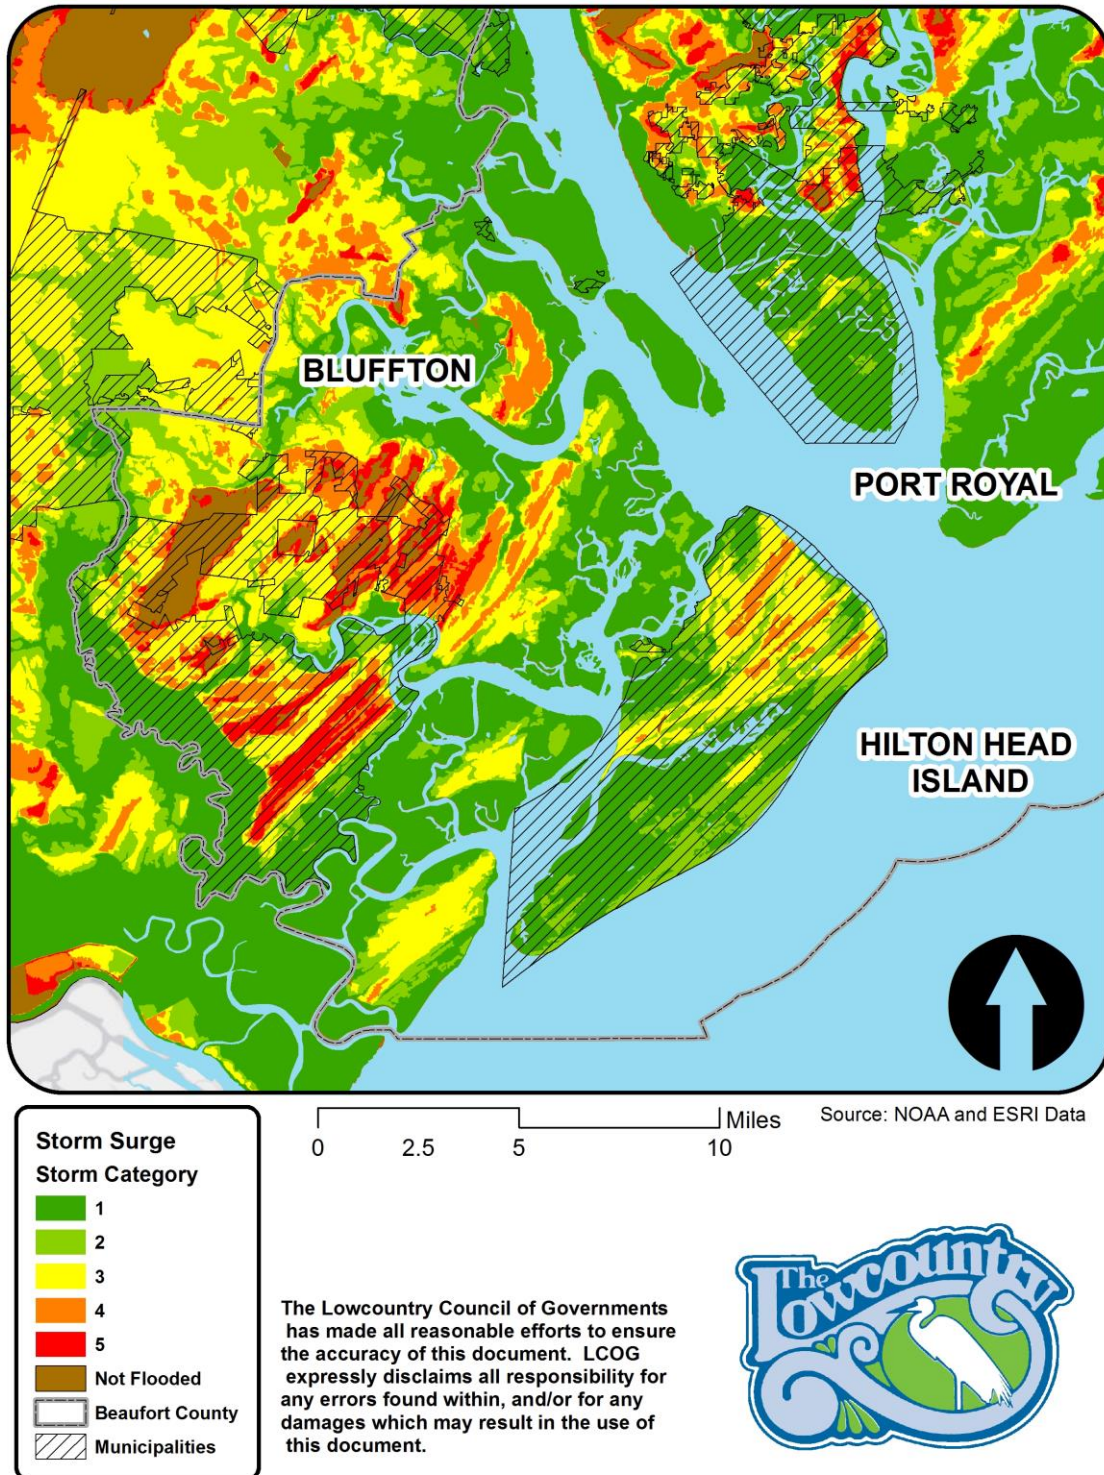 BLUFFTON
PORT ROYAL
HILTON HEAD
ISLAND
Storm Surge
Storm Category
1
2
3
4
5
Not Flooded
Beaufort County
Municipalities
0 2.5 5 10 Miles
Source: NOAA and ESRI Data
The Lowcountry Council of Governments
has made all reasonable efforts to ensure
the accuracy of this document. LCOG
expressly disclaims all responsibility for
any errors found within, and/or for any
damages which may result in the use of
this document.
The
Lowcountry